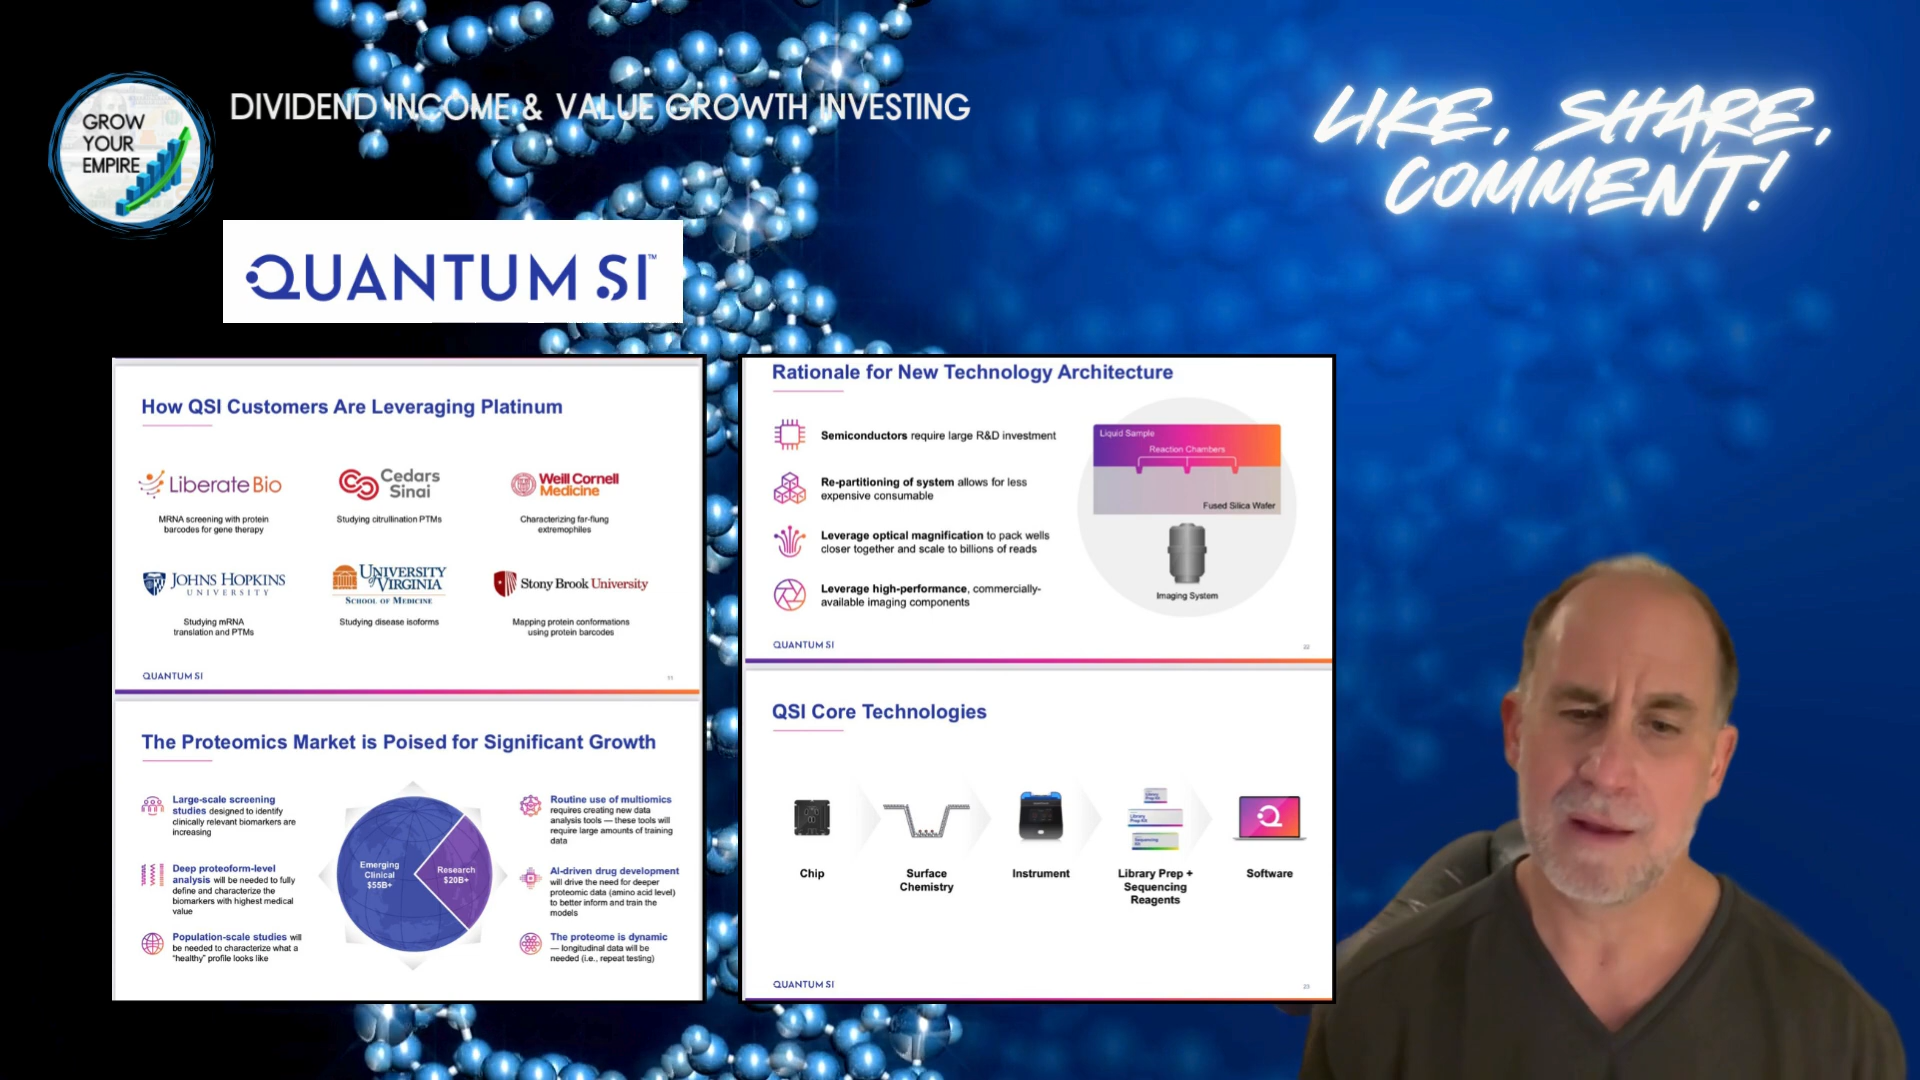 GROW
YOUR
EMPIRE
DIVIDEND INCOME & VALUE GROWTH INVESTING
LIKE, SHARE,
COMMENT!
QUANTUM SI™
How QSI Customers Are Leveraging Platinum
Liberate Bio
MRNA screening with protein
barcodes for gene therapy
Cedars
Sinai
Studying citrullination PTMs
Weill Cornell
Medicine
Characterizing far-flung
extremophiles
JOHNS HOPKINS
UNIVERSITY
Studying mRNA
translation and PTMs
UNIVERSITY
of VIRGINIA
SCHOOL OF MEDICINE
Studying disease isoforms
Stony Brook University
Mapping protein conformations
using protein barcodes
QUANTUM SI
11
The Proteomics Market is Poised for Significant Growth
Large-scale screening
studies designed to identify
clinically relevant biomarkers are
increasing
Deep proteoform-level
analysis will be needed to fully
define and characterize the
biomarkers with highest medical
value
Population-scale studies will
be needed to characterize what a
"healthy" profile looks like
Emerging
Clinical
$55B+
Research
$20B+
Routine use of multiomics
requires creating new data
analysis tools — these tools will
require large amounts of training
data
AI-driven drug development
will drive the need for deeper
proteomic data (amino acid level)
to better inform and train the
models
The proteome is dynamic
— longitudinal data will be
needed (i.e., repeat testing)
Rationale for New Technology Architecture
Semiconductors require large R&D investment
Re-partitioning of system allows for less
expensive consumable
Leverage optical magnification to pack wells
closer together and scale to billions of reads
Leverage high-performance, commercially-
available imaging components
Liquid Sample
Reaction Chambers
Fused Silica Wafer
Imaging System
QUANTUM SI
22
QSI Core Technologies
Chip
Surface
Chemistry
Instrument
Library Prep +
Sequencing
Reagents
Software
QUANTUM SI
23